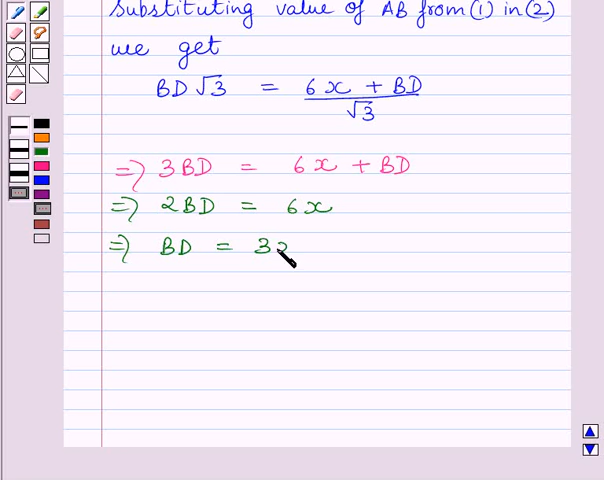 Substituting value of AB from (1) in (2)
we get
BD √3 = (6x + BD)/√3
=> 3BD = 6x + BD
=> 2BD = 6x
=> BD = 3